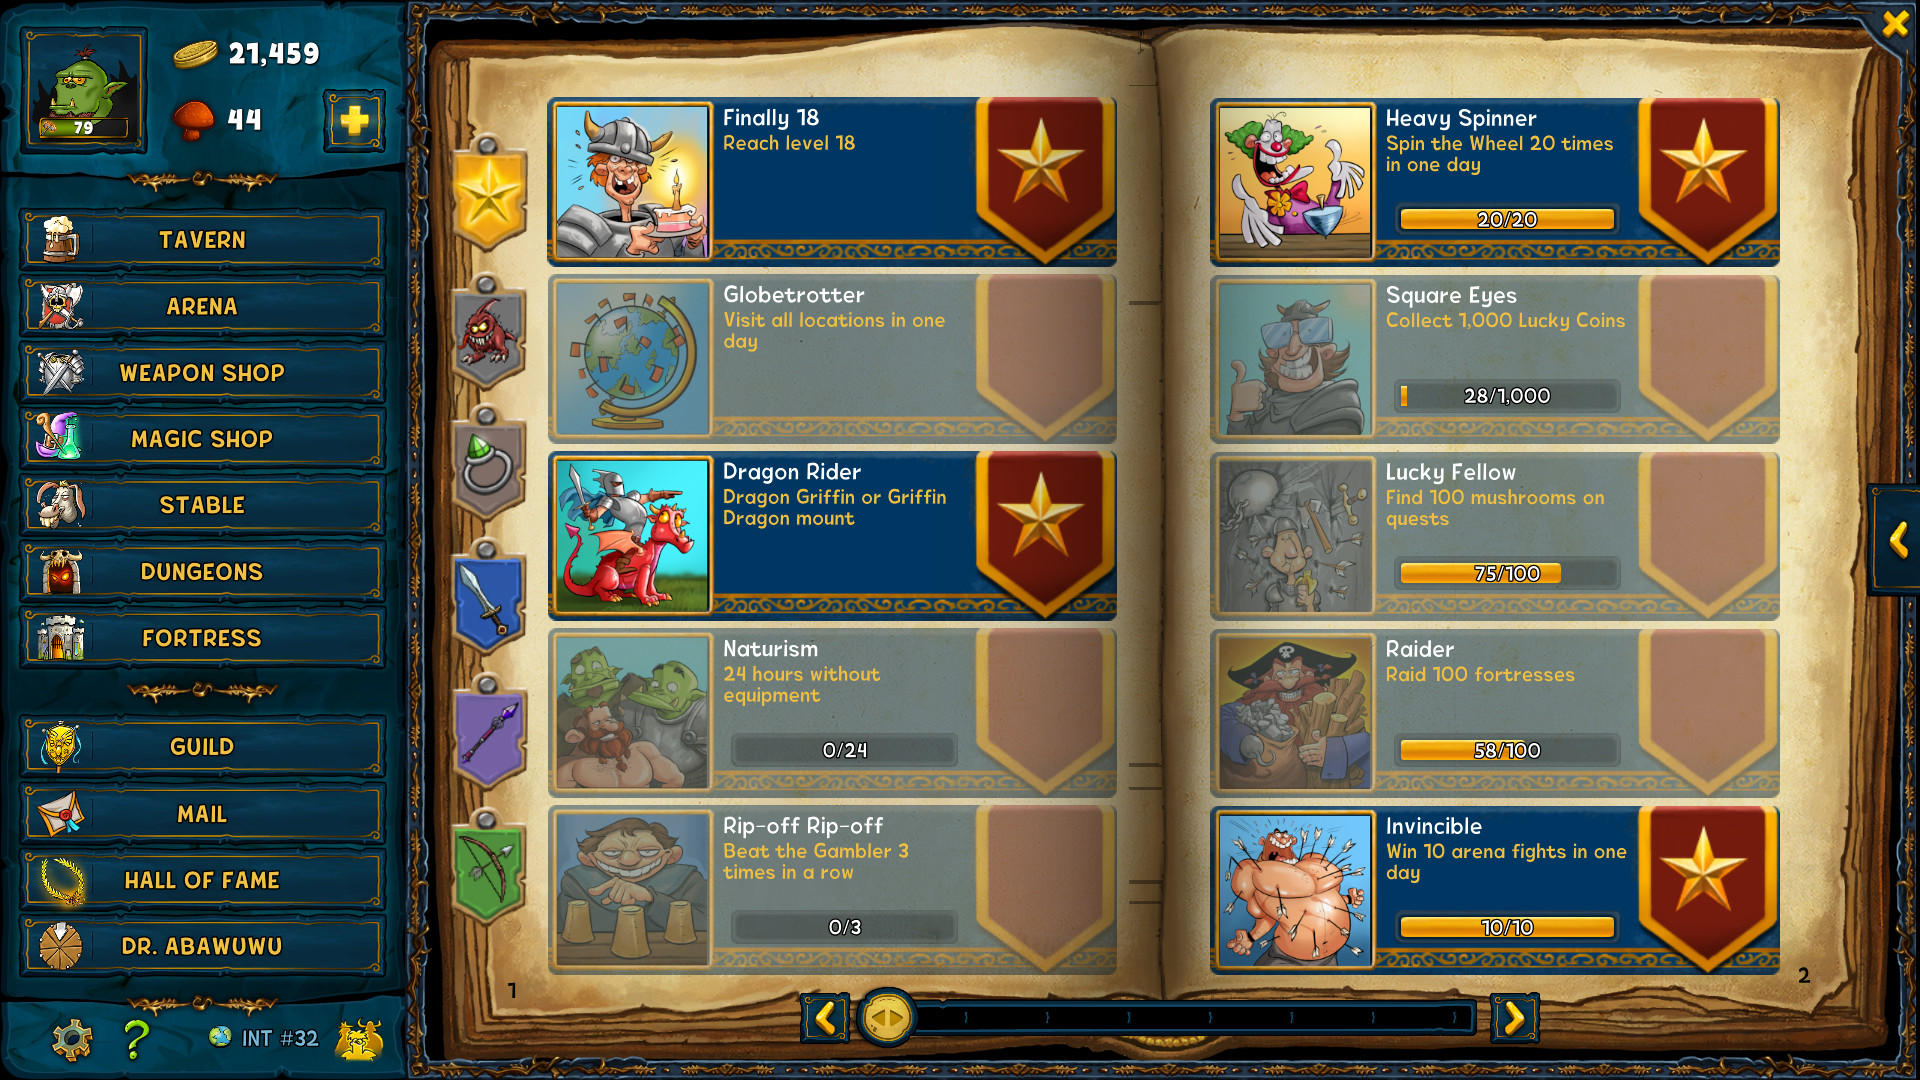 21,459
44
79
TAVERN
ARENA
WEAPON SHOP
MAGIC SHOP
STABLE
DUNGEONS
FORTRESS
GUILD
MAIL
HALL OF FAME
DR. ABAWUWU
INT #32
Finally 18
Reach level 18
Globetrotter
Visit all locations in one
day
Dragon Rider
Dragon Griffin or Griffin
Dragon mount
Naturism
24 hours without
equipment
0/24
Rip-off Rip-off
Beat the Gambler 3
times in a row
0/3
1
Heavy Spinner
Spin the Wheel 20 times
in one day
20/20
Square Eyes
Collect 1,000 Lucky Coins
28/1,000
Lucky Fellow
Find 100 mushrooms on
quests
75/100
Raider
Raid 100 fortresses
58/100
Invincible
Win 10 arena fights in one
day
10/10
2